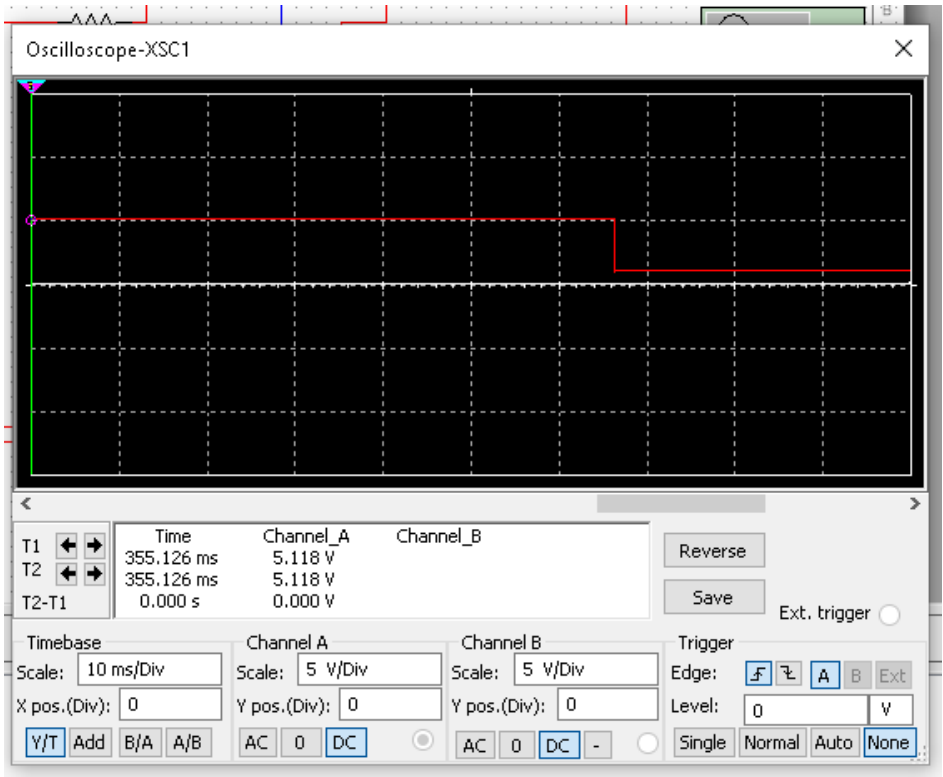 Oscilloscope-XSC1
Time Channel_A Channel_B
T1 355.126 ms 5.118 V
T2 355.126 ms 5.118 V
T2-T1 0.000 s 0.000 V
Reverse
Save
Ext. trigger
Timebase Channel A Channel B Trigger
Scale: 10 ms/Div Scale: 5 V/Div Scale: 5 V/Div Edge: A B Ext
X pos.(Div): 0 Y pos.(Div): 0 Y pos.(Div): 0 Level: 0 V
Y/T Add B/A A/B AC 0 DC AC 0 DC - Single Normal Auto None